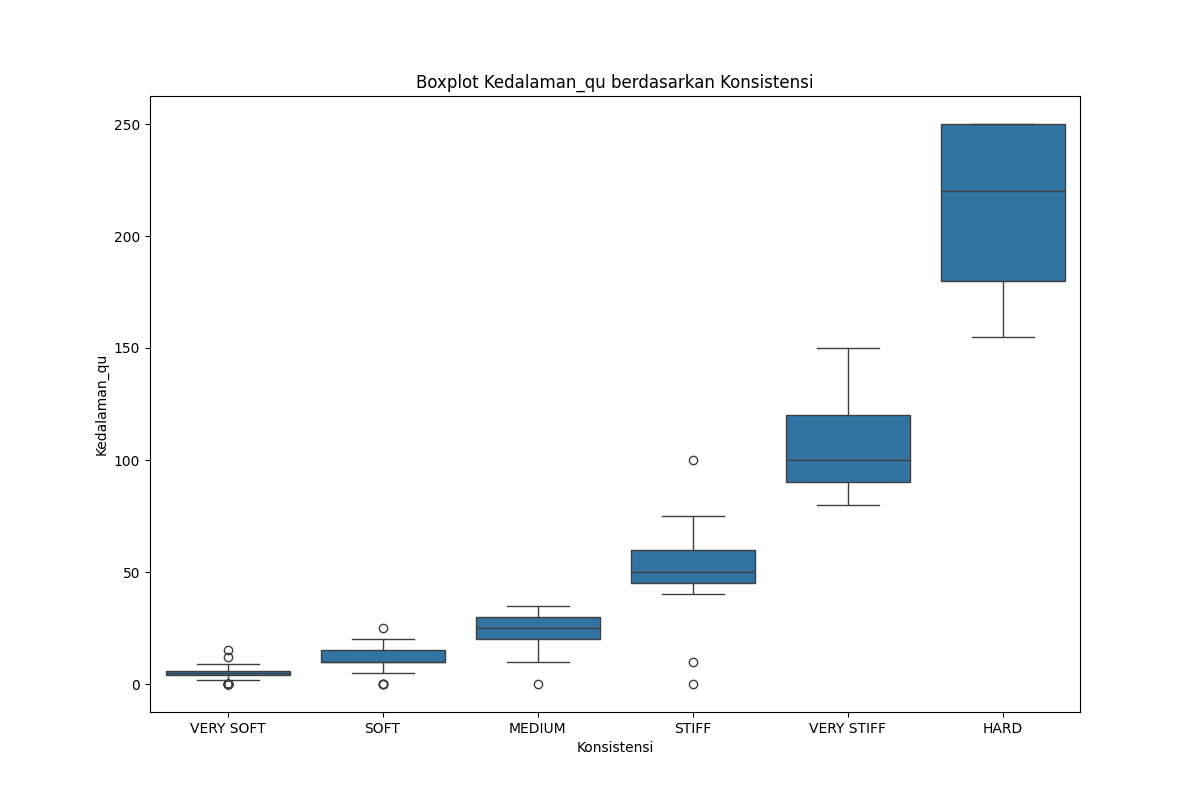 Boxplot Kedalaman_qu berdasarkan Konsistensi
250
200
150
100
50
0
Kedalaman_qu
VERY SOFT SOFT MEDIUM STIFF VERY STIFF HARD
Konsistensi